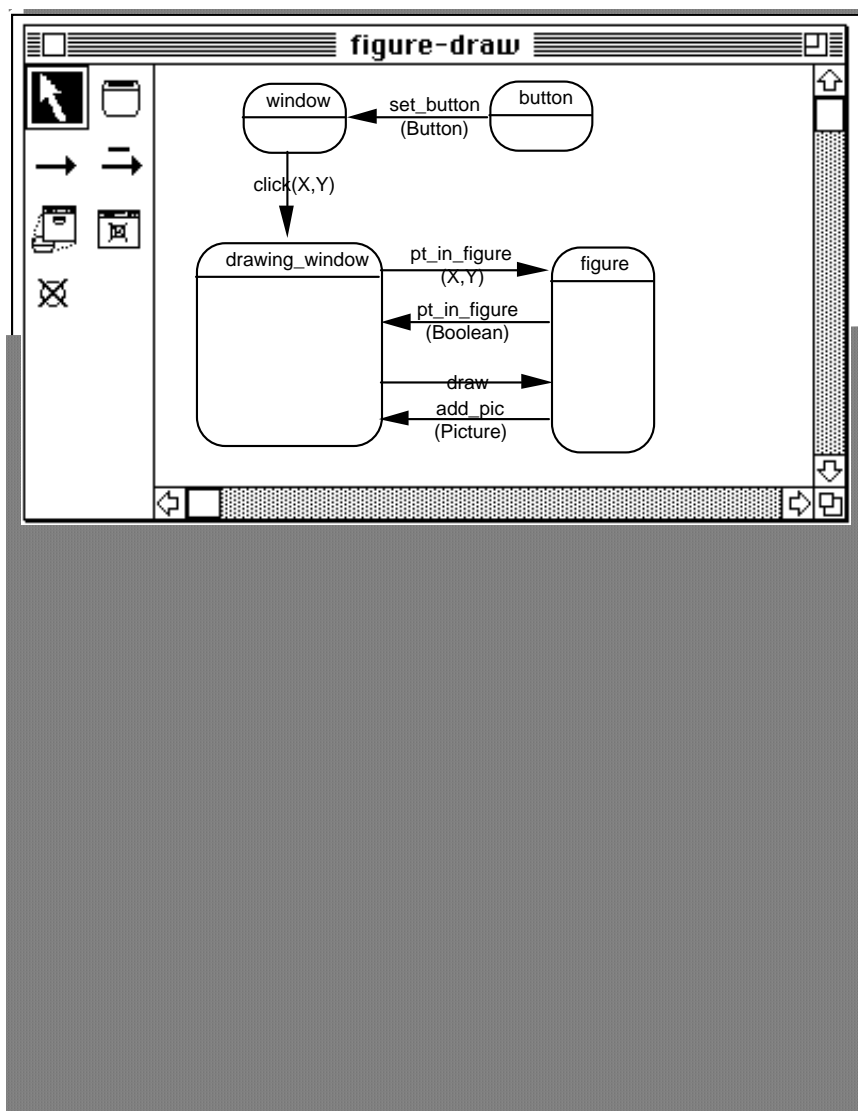 figure-draw
window
set_button
(Button)
button
click(X,Y)
drawing_window
pt_in_figure
(X,Y)
figure
pt_in_figure
(Boolean)
draw
add_pic
(Picture)